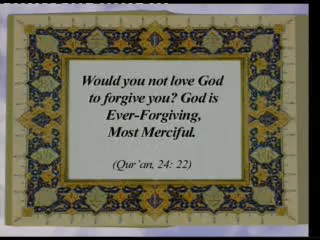 Would you not love God
to forgive you? God is
Ever-Forgiving,
Most Merciful.
(Qur'an, 24: 22)